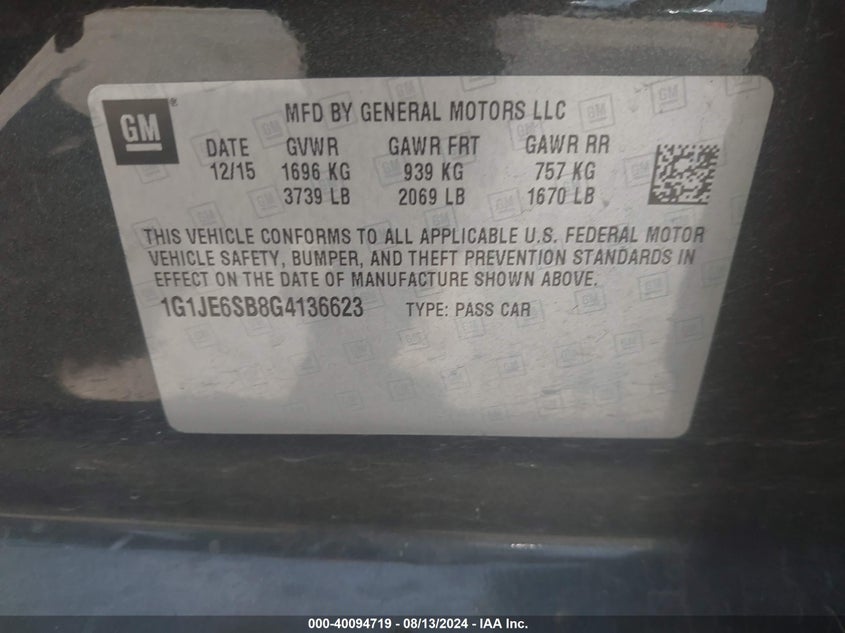 GM ®
MFD BY GENERAL MOTORS LLC
DATE GVWR GAWR FRT GAWR RR
12/15 1696 KG 939 KG 757 KG
3739 LB 2069 LB 1670 LB
THIS VEHICLE CONFORMS TO ALL APPLICABLE U.S. FEDERAL MOTOR
VEHICLE SAFETY, BUMPER, AND THEFT PREVENTION STANDARDS IN
EFFECT ON THE DATE OF MANUFACTURE SHOWN ABOVE.
1G1JE6SB8G4136623 TYPE: PASS CAR
000-40094719 - 08/13/2024 - IAA Inc.